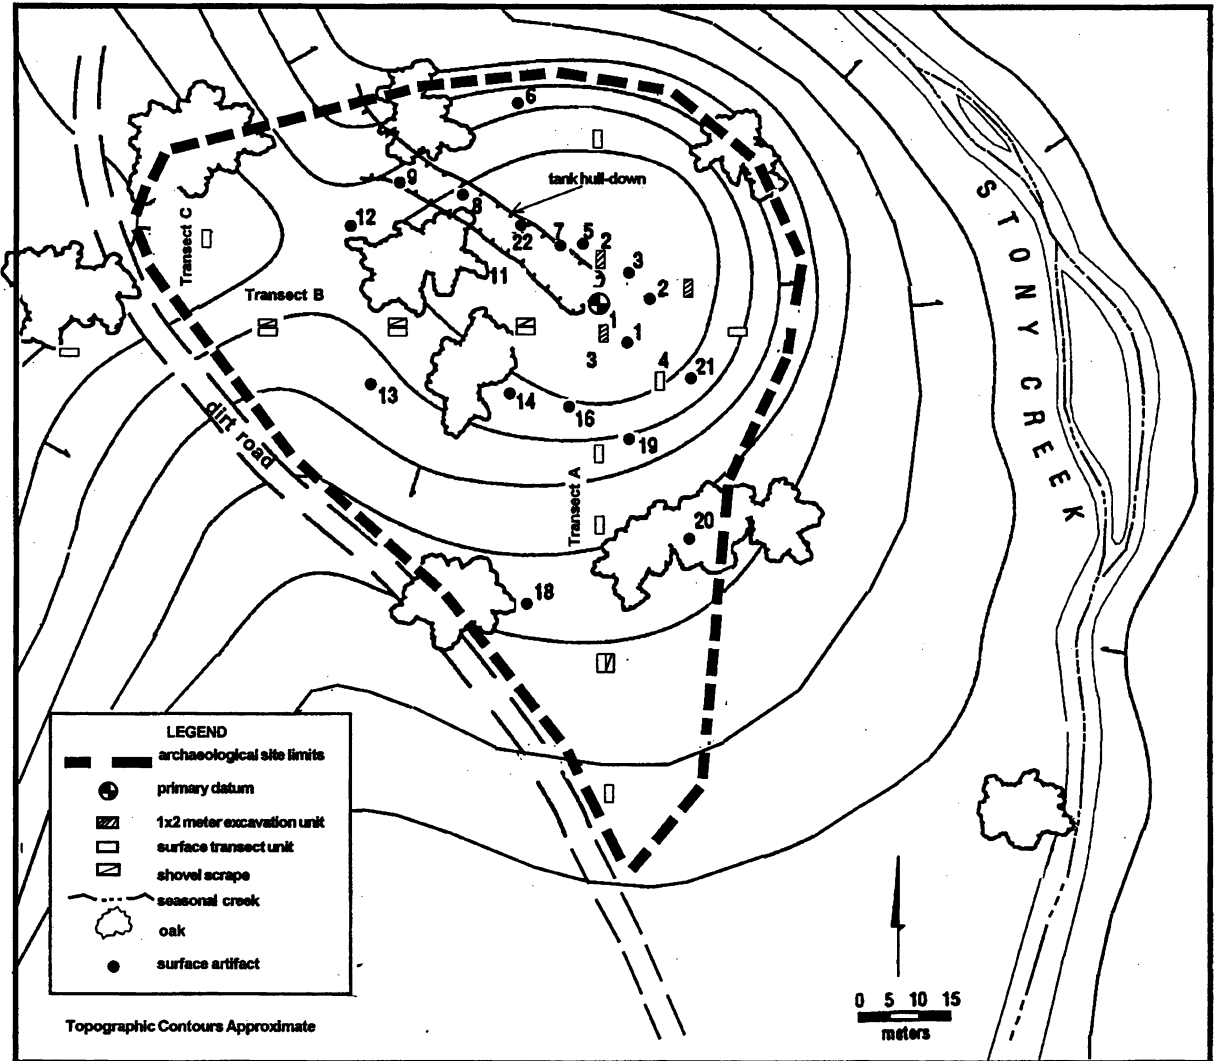 6
9
tank hull-down
8
12
22
7
5
2
Transect C
11
3
2
Transect B
1
1
3
4
21
13
14
16
dirt road
19
Transect A
20
18
STONY CREEK
LEGEND
archaeological site limits
primary datum
1x2 meter excavation unit
surface transect unit
shovel scrape
seasonal creek
oak
surface artifact
0 5 10 15
meters
Topographic Contours Approximate